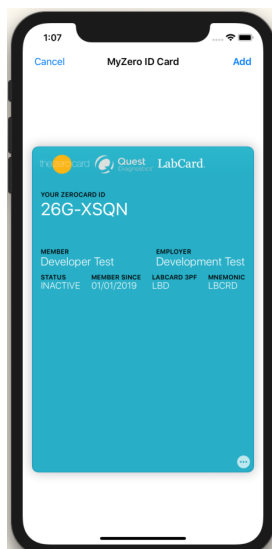 1:07
Cancel MyZero ID Card Add
thezerocard Quest Diagnostics LabCard.
YOUR ZEROCARD ID
26G-XSQN
MEMBER EMPLOYER
Developer Test Development Test
STATUS MEMBER SINCE LABCARD 3PF MNEMONIC
INACTIVE 01/01/2019 LBD LBCRD